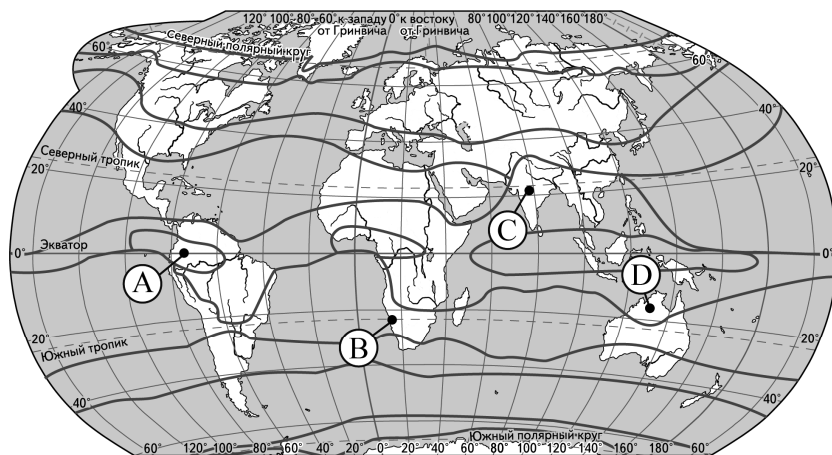 120° 100° 80° 60° к западу 0° к востоку 80° 100° 120° 140° 160° 180°
от Гринвича от Гринвича
Северный полярный круг
60° 60°
40° 40°
Северный тропик
20° 20°
C
0° Экватор 0°
A D
20° 20°
Южный тропик
B
40° 40°
Южный полярный круг
60° 120° 100° 80° 60° 40° 20° 0° 20° 40° 60° 80° 100° 120° 140° 160° 180° 60°